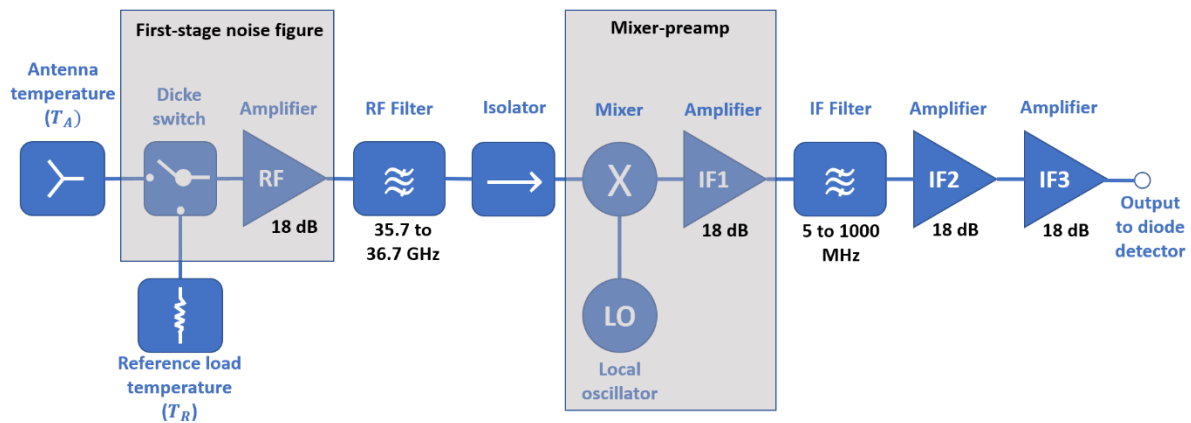 First-stage noise figure
Mixer-preamp
Antenna
temperature
(T_A)
Dicke
switch
Amplifier
RF Filter
Isolator
Mixer
Amplifier
IF Filter
Amplifier
Amplifier
RF
X
IF1
IF2
IF3
18 dB
35.7 to
36.7 GHz
18 dB
5 to 1000
MHz
18 dB
18 dB
Output
to diode
detector
LO
Reference load
temperature
(T_R)
Local
oscillator